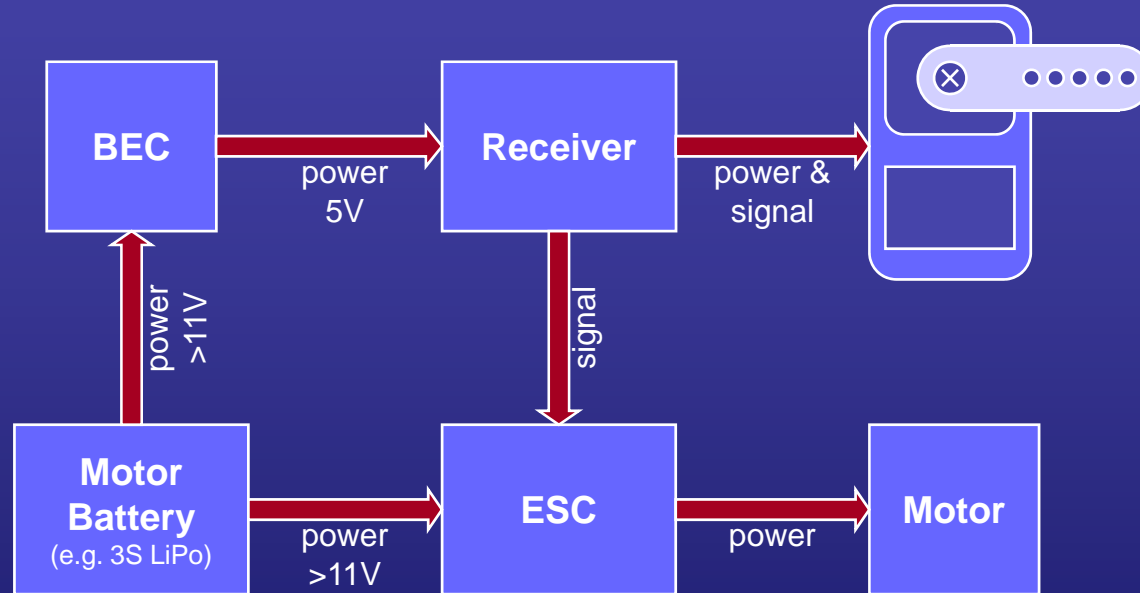 BEC
power
5V
Receiver
power &
signal
power
>11V
signal
Motor
Battery
(e.g. 3S LiPo)
power
>11V
ESC
power
Motor